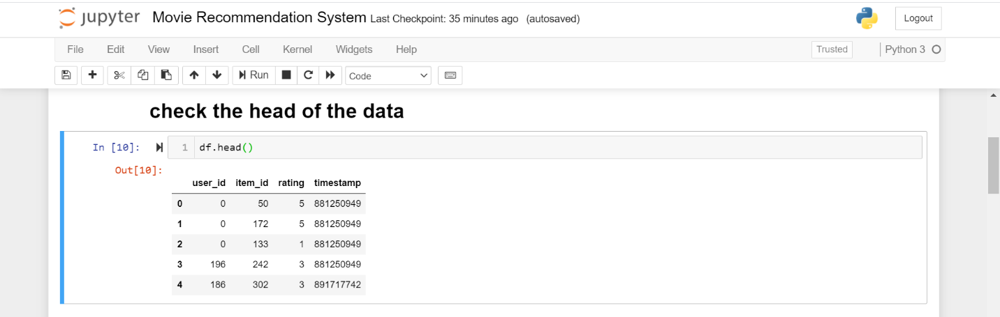 jupyter Movie Recommendation System Last Checkpoint: 35 minutes ago (autosaved) Logout
File Edit View Insert Cell Kernel Widgets Help Trusted Python 3
Run Code
check the head of the data
In [10]: 1 df.head()
Out[10]:
user_id item_id rating timestamp
0 0 50 5 881250949
1 0 172 5 881250949
2 0 133 1 881250949
3 196 242 3 881250949
4 186 302 3 891717742